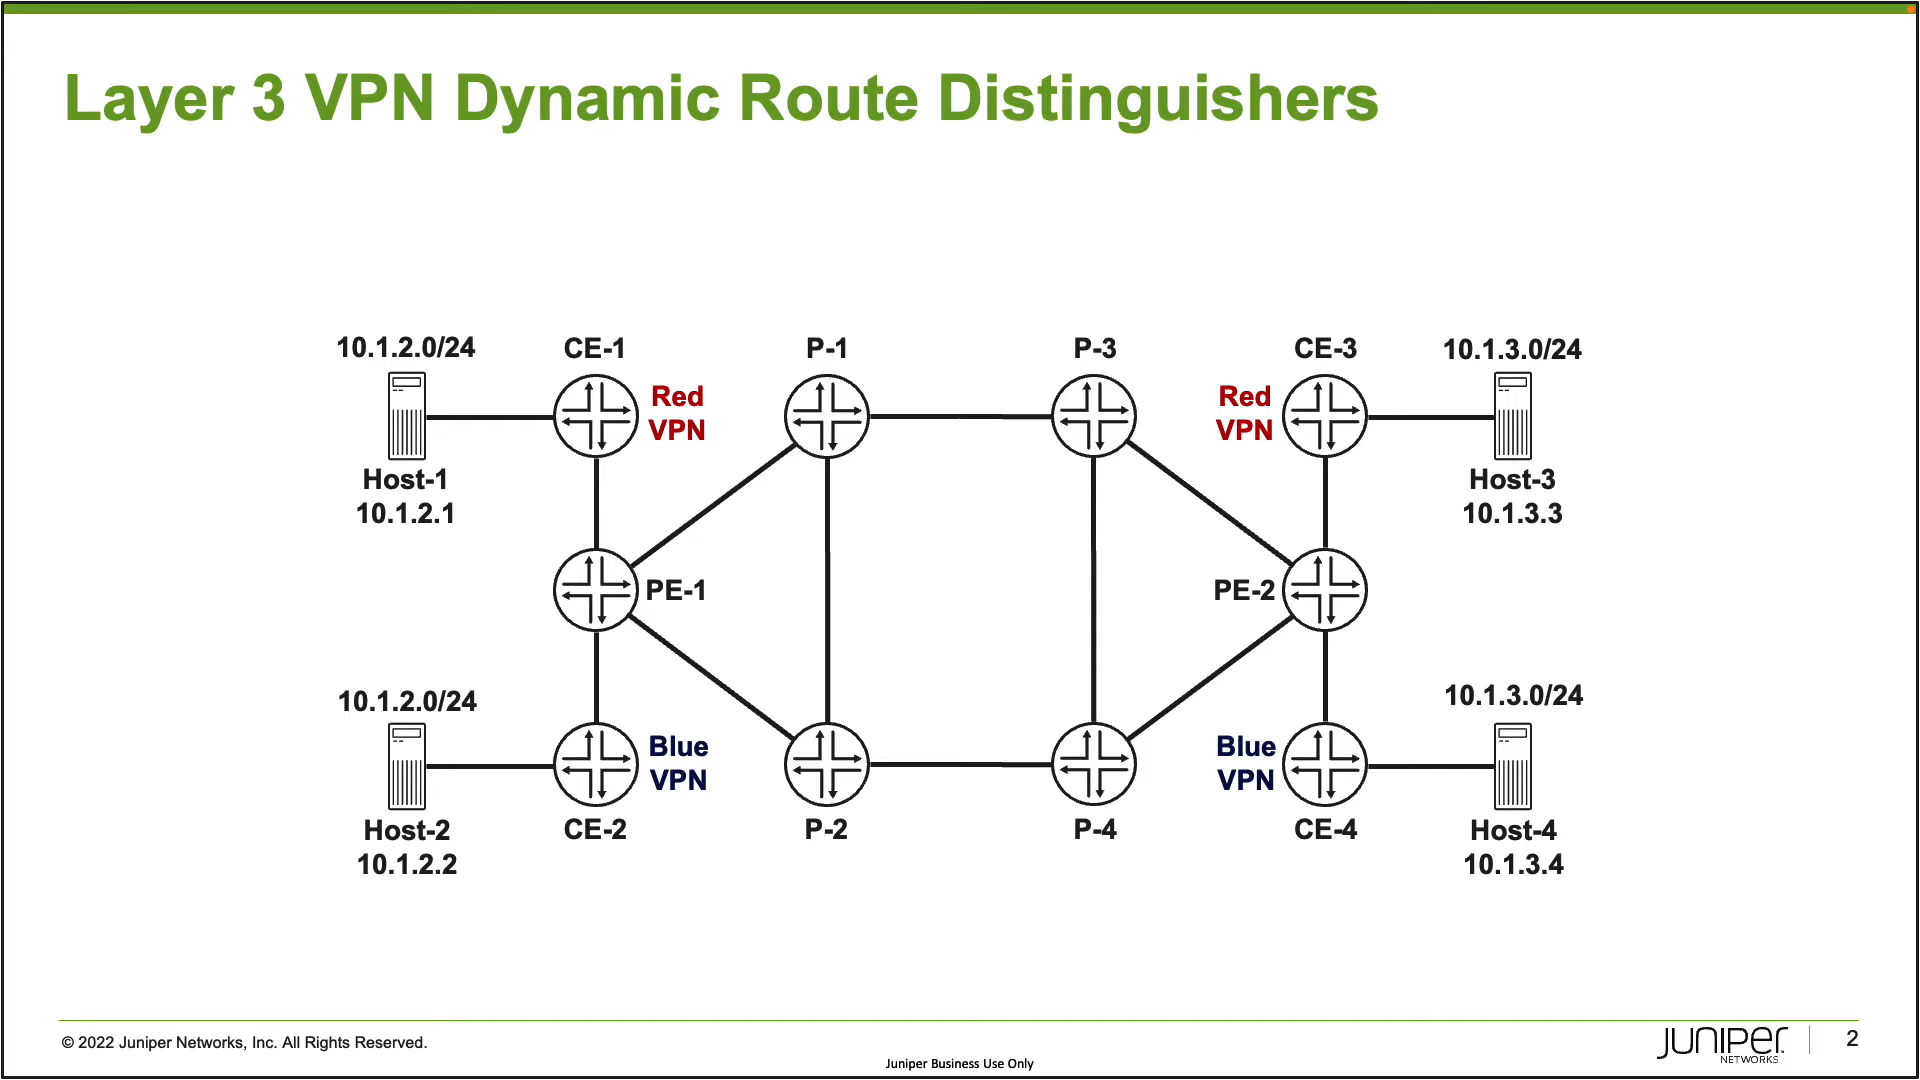 Layer 3 VPN Dynamic Route Distinguishers
10.1.2.0/24
CE-1
P-1
P-3
CE-3
10.1.3.0/24
Red
VPN
Red
VPN
Host-1
10.1.2.1
Host-3
10.1.3.3
PE-1
PE-2
10.1.2.0/24
10.1.3.0/24
Blue
VPN
Blue
VPN
Host-2
10.1.2.2
CE-2
P-2
P-4
CE-4
Host-4
10.1.3.4
© 2022 Juniper Networks, Inc. All Rights Reserved.
Juniper Business Use Only
JUNIPER
NETWORKS
2